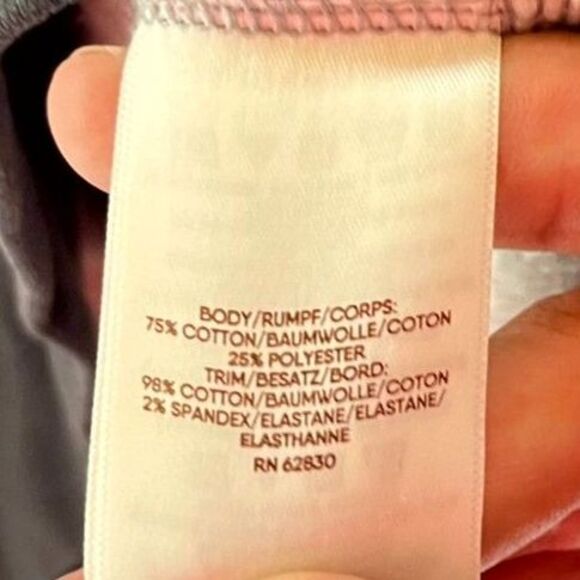 BODY/RUMPF/CORPS:
75% COTTON/BAUMWOLLE/COTON
25% POLYESTER
TRIM/BESATZ/BORD:
98% COTTON/BAUMWOLLE/COTON
2% SPANDEX/ELASTANE/ELASTANE/
ELASTHANNE
RN 62830